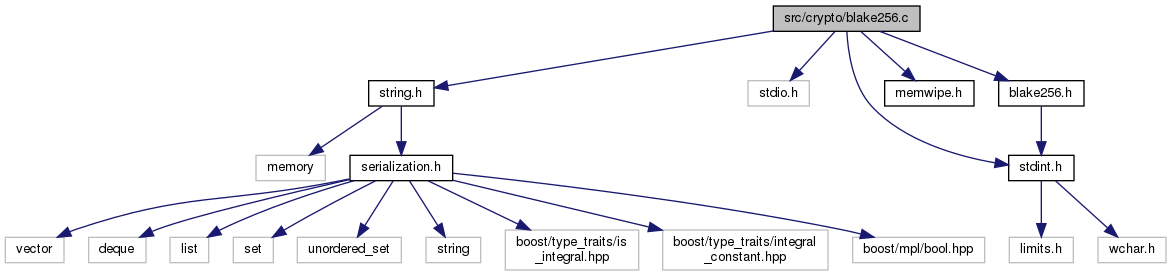 src/crypto/blake256.c
string.h
stdio.h
memwipe.h
blake256.h
memory
serialization.h
stdint.h
vector
deque
list
set
unordered_set
string
boost/type_traits/is
_integral.hpp
boost/type_traits/integral
_constant.hpp
boost/mpl/bool.hpp
limits.h
wchar.h